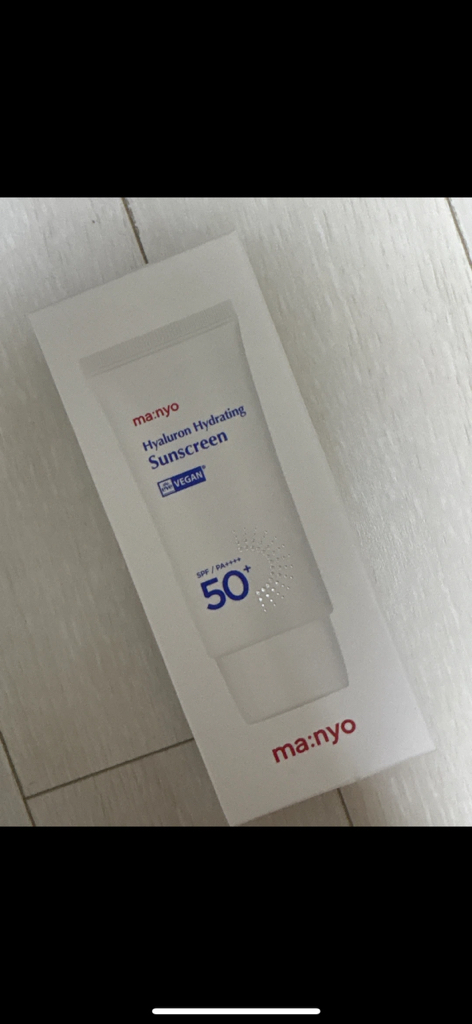 ma:nyo
Hyaluron Hydrating
Sunscreen
VEGAN
SPF / PA++++
50+
ma:nyo